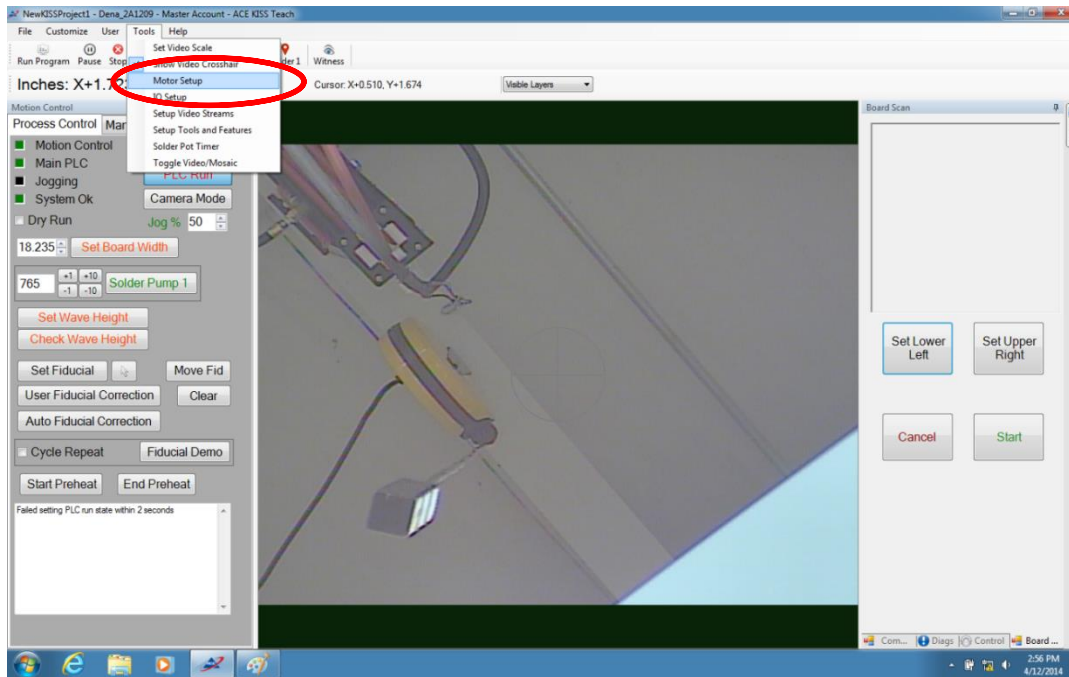 NewKISSProject1 - Dena_2A1209 - Master Account - ACE KISS Teach
File Customize User Tools Help
Run Program Pause Stop Witness
Set Video Scale
Show Video Crosshair
Motor Setup
IO Setup
Setup Video Streams
Setup Tools and Features
Solder Pot Timer
Toggle Video/Mosaic
Inches: Cursor: X+0.510, Y+1.674 Visible Layers
Motion Control
Process Control
Motion Control
Main PLC
Jogging PLC Run
System Ok Camera Mode
Dry Run Jog % 50
18.235 Set Board Width
765 +1 +10 -1 -10 Solder Pump 1
Set Wave Height
Check Wave Height
Set Fiducial Move Fid
User Fiducial Correction Clear
Auto Fiducial Correction
Cycle Repeat Fiducial Demo
Start Preheat End Preheat
Failed setting PLC run state within 2 seconds
Board Scan
Set Lower Left Set Upper Right
Cancel Start
Com... Diags Control Board ...
2:56 PM
4/12/2014